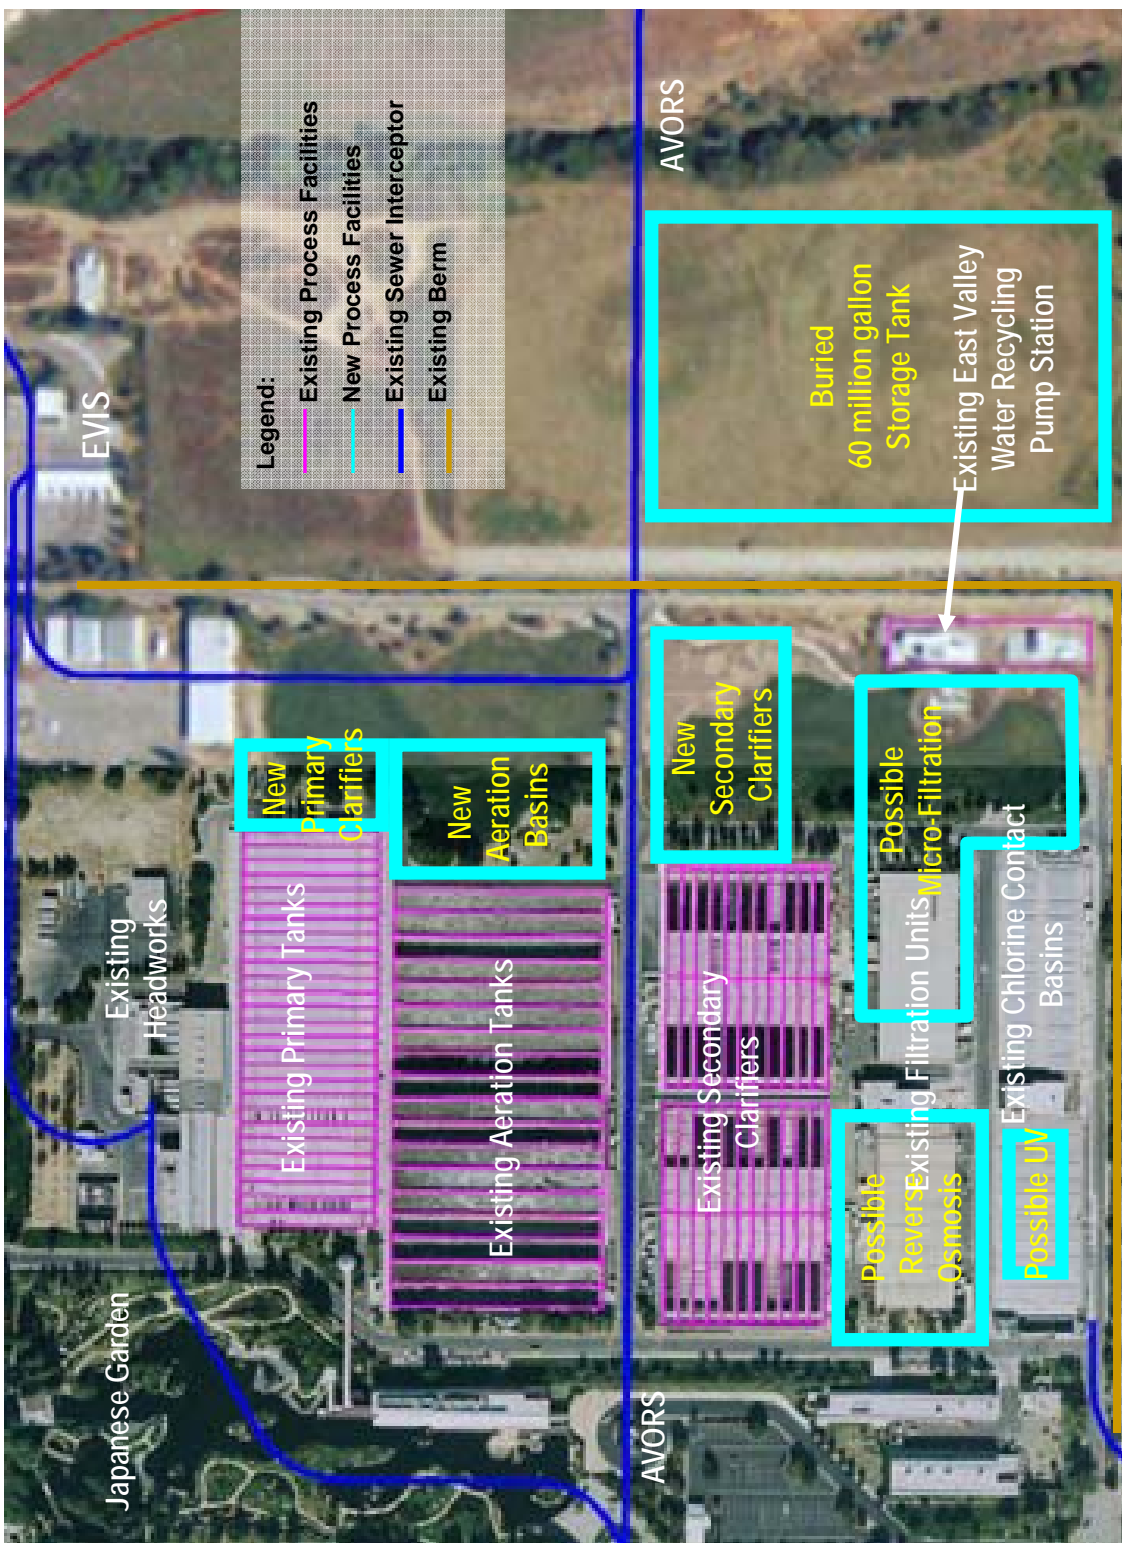 Japanese Garden
Existing
Headworks
EVIS
Legend:
Existing Process Facilities
New Process Facilities
Existing Sewer Interceptor
Existing Berm
Existing Primary Tanks
New
Primary
Clarifiers
Existing Aeration Tanks
New
Aeration
Basins
AVORS
AVORS
Existing Secondary
Clarifiers
New
Secondary
Clarifiers
Buried
60 million gallon
Storage Tank
Existing East Valley
Water Recycling
Pump Station
Possible
Reverse
Osmosis
Existing Filtration Units
Possible
Micro-Filtration
Possible UV
Existing Chlorine Contact
Basins